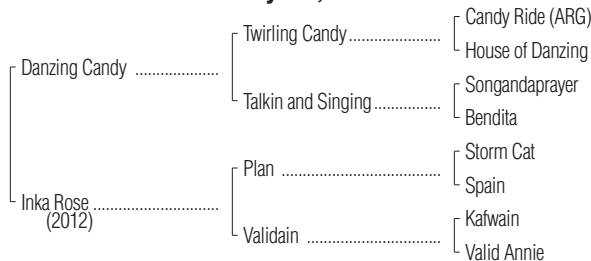 Candy Ride (ARG)
Twirling Candy....................
House of Danzing
Danzing Candy ..................
Songandaprayer
Talkin and Singing...............
Bendita
Storm Cat
Plan ...................................
Spain
Inka Rose...........................
(2012)
Kafwain
Validain .............................
Valid Annie